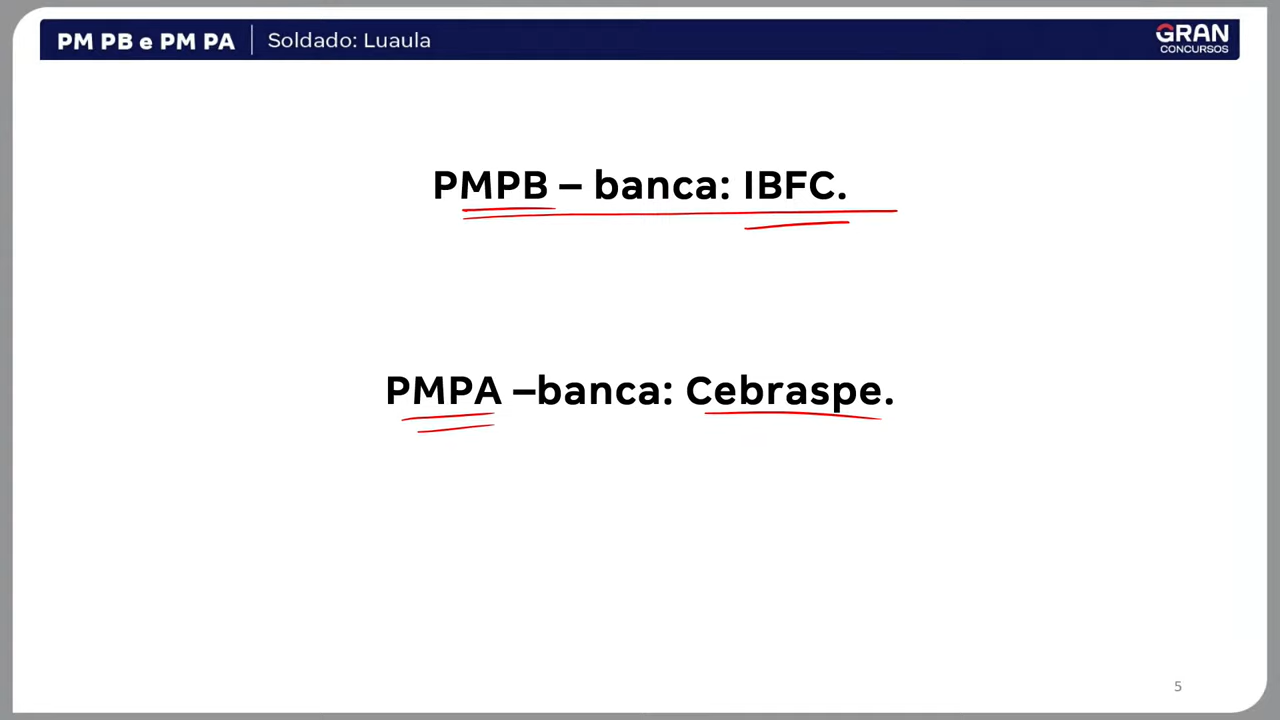 PM PB e PM PA | Soldado: Luaula
GRAN
CONCURSOS
PMPB – banca: IBFC.
PMPA –banca: Cebraspe.
5